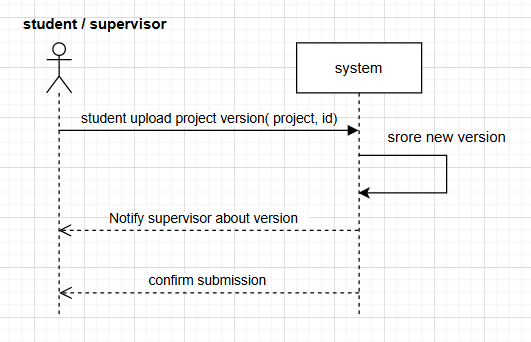 student / supervisor
system
student upload project version( project, id)
srore new version
Notify supervisor about version
confirm submission